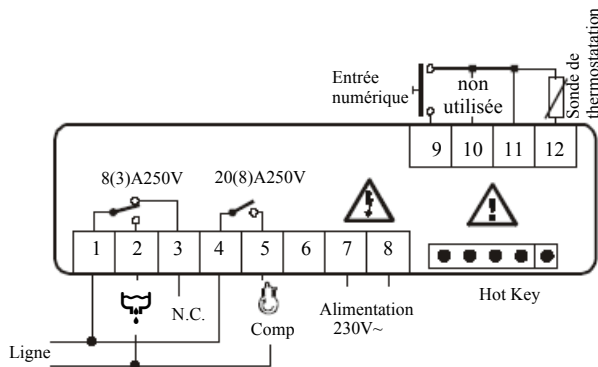 Entrée
numérique
non
utilisée
Sonde de
thermostatation
9 10 11 12
8(3)A250V
20(8)A250V
1 2 3 4 5 6 7 8
Hot Key
N.C.
Comp
Alimentation
230V~
Ligne